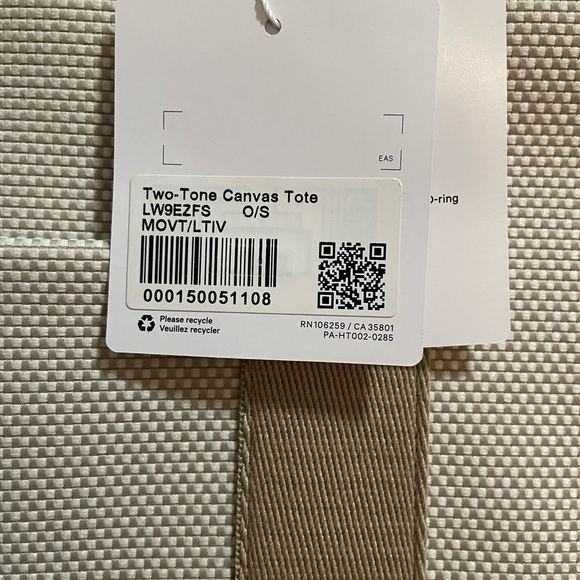 EAS
O-ring
Two-Tone Canvas Tote
LW9EZFS O/S
MOVT/LTIV
000150051108
Please recycle
Veuillez recycler
RN106259 / CA35801
PA-HT002-0285